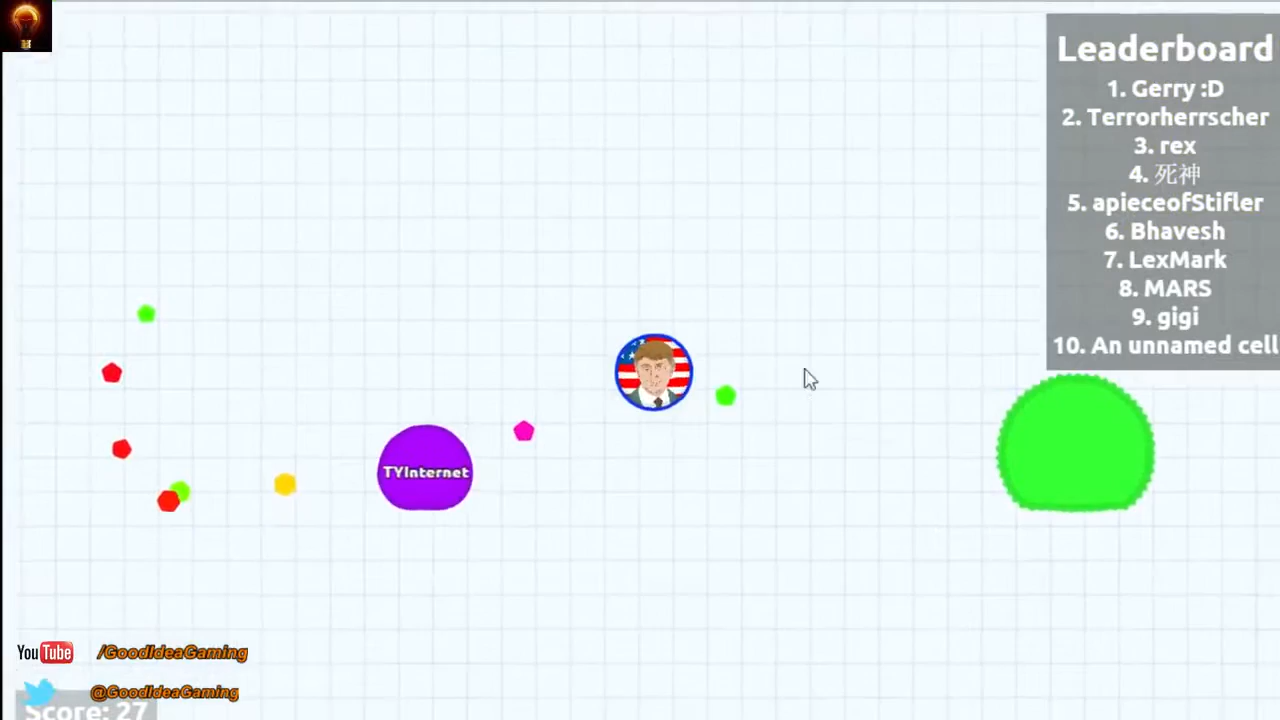 Leaderboard
1. Gerry :D
2. Terrorherrscher
3. rex
4. 死神
5. apieceofStifler
6. Bhavesh
7. LexMark
8. MARS
9. gigi
10. An unnamed cell
TYInternet
YouTube /GoodIdeaGaming
@GoodIdeaGaming
Score: 27